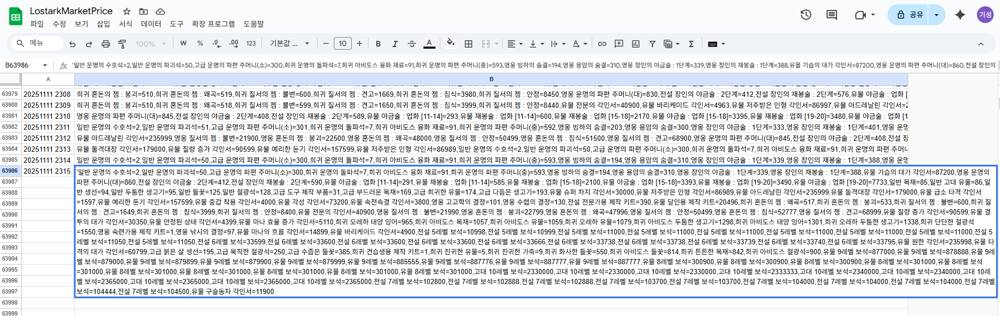 LostarkMarketPrice
파일 수정 보기 삽입 서식 데이터 도구 확장 프로그램 도움말
공유
기성
메뉴
100%
₩ % .0 .00 123 기본값 ... − 10 + B I A
B63986 fx '일반 운명의 수호석=2,일반 운명의 파괴석=50,고급 운명의 파편 주머니(소)=300,희귀 운명의 돌파석=7,희귀 아비도스 융화 재료=91,희귀 운명의 파편 주머니(중)=593,영웅 빙하의 숨결=194,영웅 용암의 숨결=310,영웅 장인의 야금술 : 1단계=339,영웅 장인의 재봉술 : 1단계=388,유물 기습의 대가 각인서=87200,영웅 운명의 파편 주머니(대)=860,전설 장인의
A B
63979 20251111 2308 희귀 혼돈의 젬 : 붕괴=510,희귀 혼돈의 젬 : 왜곡=519,희귀 질서의 젬 : 불변=600,희귀 질서의 젬 : 견고=1669,희귀 혼돈의 젬 : 침식=3980,희귀 질서의 젬 : 안정=8450,영웅 운명의 파편 주머니(대)=830,전설 장인의 야금술 : 2단계=412,전설 장인의 재봉술 : 2단계=576,유물 야금술 : 업화 [
63980 20251111 2309 희귀 혼돈의 젬 : 붕괴=510,희귀 혼돈의 젬 : 왜곡=518,희귀 질서의 젬 : 불변=599,희귀 질서의 젬 : 견고=1650,희귀 혼돈의 젬 : 침식=3999,희귀 질서의 젬 : 안정=8440,유물 전문의 각인서=40900,유물 바리케이드 각인서=4963,유물 저주받은 인형 각인서=86997,유물 아드레날린 각인서=2
63981 20251111 2310 영웅 운명의 파편 주머니(대)=845,전설 장인의 야금술 : 2단계=408,전설 장인의 재봉술 : 2단계=589,유물 야금술 : 업화 [11-14]=293,유물 재봉술 : 업화 [11-14]=600,유물 재봉술 : 업화 [15-18]=2170,유물 야금술 : 업화 [15-18]=3395,유물 재봉술 : 업화 [19-20]=3480,유물 야금술 : 업화 [1
63982 20251111 2311 일반 운명의 수호석=2,일반 운명의 파괴석=51,고급 운명의 파편 주머니(소)=301,희귀 운명의 돌파석=7,희귀 아비도스 융화 재료=91,희귀 운명의 파편 주머니(중)=592,영웅 빙하의 숨결=203,영웅 용암의 숨결=300,영웅 장인의 야금술 : 1단계=333,영웅 장인의 재봉술 : 1단계=401,영웅 운명
63983 20251111 2312 유물 아드레날린 각인서=235999,영웅 질서의 젬 : 불변=21900,영웅 혼돈의 젬 : 붕괴=22500,영웅 혼돈의 젬 : 왜곡=48000,영웅 질서의 젬 : 안정=50499,영웅 혼돈의 젬 : 침식=51500,영웅 질서의 젬 : 견고=68900,영웅 운명의 파편 주머니(대)=845,전설 장인의 야금술 : 2단계=408,전설 장
63984 20251111 2313 유물 돌격대장 각인서=179000,유물 질량 증가 각인서=90599,유물 예리한 둔기 각인서=157599,유물 저주받은 인형 각인서=86989,일반 운명의 수호석=2,일반 운명의 파괴석=50,고급 운명의 파편 주머니(소)=300,희귀 운명의 돌파석=7,희귀 아비도스 융화 재료=91,희귀 운명의 파편 주머
63985 20251111 2314 일반 운명의 수호석=2,일반 운명의 파괴석=50,고급 운명의 파편 주머니(소)=300,희귀 운명의 돌파석=7,희귀 아비도스 융화 재료=91,희귀 운명의 파편 주머니(중)=593,영웅 빙하의 숨결=194,영웅 용암의 숨결=310,영웅 장인의 야금술 : 1단계=339,영웅 장인의 재봉술 : 1단계=388,영웅 운명
63986 20251111 2315 '일반 운명의 수호석=2,일반 운명의 파괴석=50,고급 운명의 파편 주머니(소)=300,희귀 운명의 돌파석=7,희귀 아비도스 융화 재료=91,희귀 운명의 파편 주머니(중)=593,영웅 빙하의 숨결=194,영웅 용암의 숨결=310,영웅 장인의 야금술 : 1단계=339,영웅 장인의 재봉술 : 1단계=388,유물 기습의 대가 각인서=87200,영웅 운명의
63987 파편 주머니(대)=860,전설 장인의 야금술 : 2단계=412,전설 장인의 재봉술 : 2단계=590,유물 야금술 : 업화 [11-14]=291,유물 재봉술 : 업화 [11-14]=585,유물 재봉술 : 업화 [15-18]=2100,유물 야금술 : 업화 [15-18]=3393,유물 재봉술 : 업화 [19-20]=3490,유물 야금술 : 업화 [19-20]=7733,일반 목재=85,일반 고대 유물=86,일
63988 반 생선=94,일반 두툼한 생고기=95,일반 들꽃=125,일반 철광석=128,고급 도구 제작 부품=31,고급 부드러운 목재=169,고급 희귀한 유물=174,고급 다듬은 생고기=193,유물 슈퍼 차지 각인서=30000,유물 저주받은 인형 각인서=86989,유물 아드레날린 각인서=235999,유물 돌격대장 각인서=179000,유물 급소 타격 각인서
63989 =1597,유물 예리한 둔기 각인서=157599,유물 중갑 착용 각인서=4000,유물 각성 각인서=73200,유물 속전속결 각인서=3800,영웅 고고학의 결정=101,영웅 수렵의 결정=130,전설 전문가용 제작 키트=390,유물 달인용 제작 키트=20496,희귀 혼돈의 젬 : 왜곡=517,희귀 혼돈의 젬 : 붕괴=533,희귀 질서의 젬 : 불변=600,희귀 질
63990 서의 젬 : 견고=1649,희귀 혼돈의 젬 : 침식=3999,희귀 질서의 젬 : 안정=8400,유물 전문의 각인서=40900,영웅 질서의 젬 : 불변=21990,영웅 혼돈의 젬 : 붕괴=22799,영웅 혼돈의 젬 : 왜곡=47996,영웅 질서의 젬 : 안정=50499,영웅 혼돈의 젬 : 침식=52777,영웅 질서의 젬 : 견고=68999,유물 질량 증가 각인서=90599,유물 결
63991 투의 대가 각인서=30350,유물 안정된 상태 각인서=4399,유물 마나 효율 증가 각인서=5110,희귀 오레하 태양 잉어=965,희귀 아비도스 목재=1057,희귀 아비도스 유물=1059,희귀 오레하 유물=1079,희귀 아비도스 두툼한 생고기=1298,희귀 아비도스 태양 잉어=1301,희귀 오레하 두툼한 생고기=1338,희귀 단단한 철광석
63992 =1550,영웅 숙련가용 제작 키트=1,영웅 낚시의 결정=97,유물 마나의 흐름 각인서=14899,유물 바리케이드 각인서=4900,전설 5레벨 보석=10998,전설 5레벨 보석=10999,전설 5레벨 보석=11000,전설 5레벨 보석=11000,전설 5레벨 보석=11000,전설 5레벨 보석=11000,전설 5레벨 보석=11000,전설 5
63993 레벨 보석=11050,전설 5레벨 보석=11050,전설 6레벨 보석=33599,전설 6레벨 보석=33600,전설 6레벨 보석=33600,전설 6레벨 보석=33600,전설 6레벨 보석=33666,전설 6레벨 보석=33738,전설 6레벨 보석=33738,전설 6레벨 보석=33739,전설 6레벨 보석=33740,전설 6레벨 보석=33795,유물 원한 각인서=235998,유물 타
63994 격의 대가 각인서=60799,고급 붉은 살 생선=195,고급 묵직한 철광석=250,고급 수줍은 들꽃=385,희귀 견습생용 제작 키트=1,희귀 진귀한 유물=5,희귀 진귀한 가죽=9,희귀 화사한 들꽃=550,희귀 아비도스 들꽃=814,희귀 튼튼한 목재=842,희귀 아비도스 철광석=900,유물 9레벨 보석=877000,유물 9레벨 보석=878888,유물 9레
63995 벨 보석=879000,유물 9레벨 보석=879899,유물 9레벨 보석=879900,유물 9레벨 보석=879999,유물 9레벨 보석=885555,유물 9레벨 보석=887776,유물 9레벨 보석=887777,유물 9레벨 보석=887777,유물 8레벨 보석=300900,유물 8레벨 보석=300900,유물 8레벨 보석=300900,유물 8레벨 보석=301000,유물 8레벨 보석
63996 =301000,유물 8레벨 보석=301000,유물 8레벨 보석=301000,유물 8레벨 보석=301000,유물 8레벨 보석=301000,유물 8레벨 보석=301000,고대 10레벨 보석=2330000,고대 10레벨 보석=2330000,고대 10레벨 보석=2330000,고대 10레벨 보석=2333333,고대 10레벨 보석=2340000,고대 10레벨 보석=2340000,고대 10레
63997 벨 보석=2365000,고대 10레벨 보석=2365000,고대 10레벨 보석=2365000,고대 10레벨 보석=2365000,전설 7레벨 보석=102800,전설 7레벨 보석=102888,전설 7레벨 보석=102888,전설 7레벨 보석=103700,전설 7레벨 보석=103700,전설 7레벨 보석=104000,전설 7레벨 보석=104000,전설 7레벨 보석=104000,전설 7레벨
보석=104444,전설 7레벨 보석=104500,유물 구슬동자 각인서=11900
63998
63999